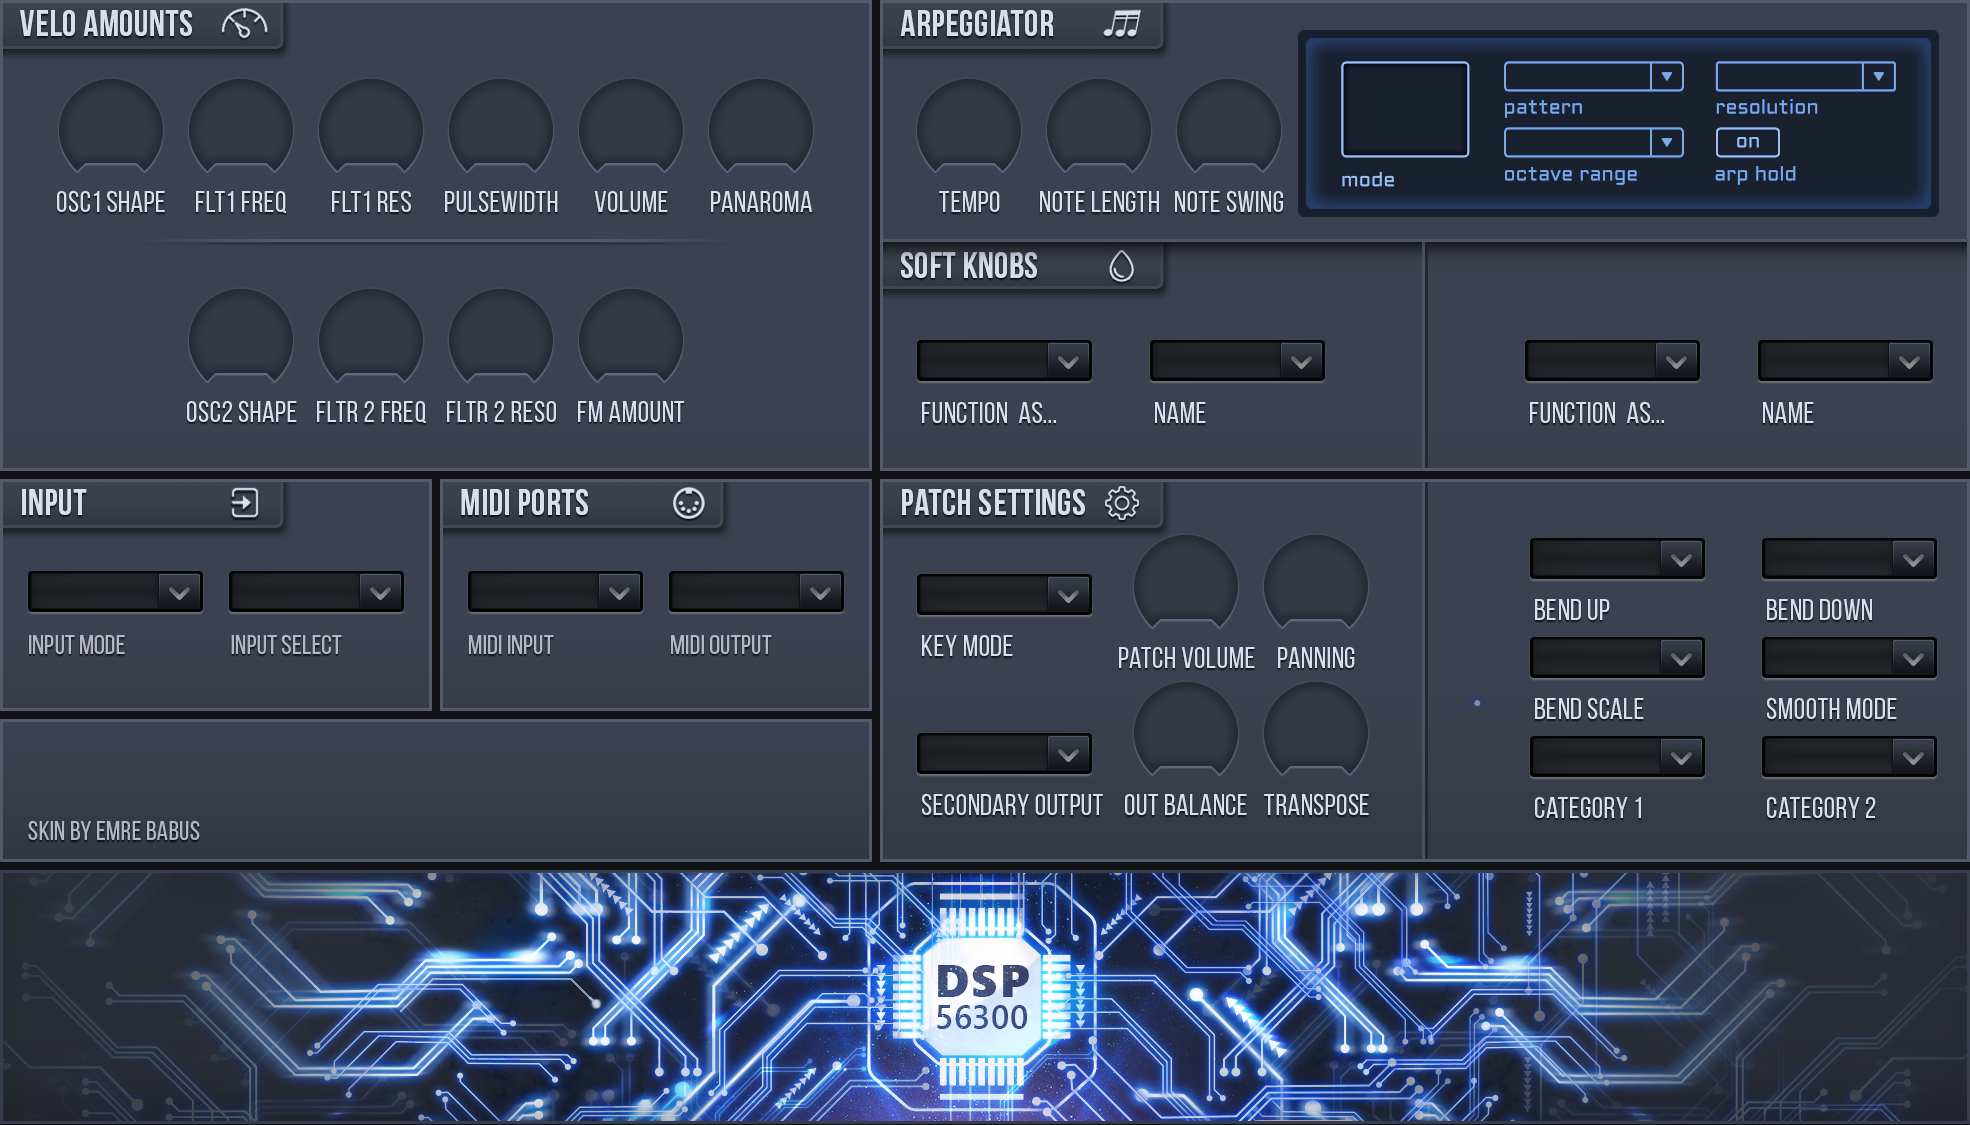 VELO AMOUNTS
OSC1 SHAPE
FLT1 FREQ
FLT1 RES
PULSEWIDTH
VOLUME
PANAROMA
OSC2 SHAPE
FLTR 2 FREQ
FLTR 2 RESO
FM AMOUNT
ARPEGGIATOR
TEMPO
NOTE LENGTH
NOTE SWING
mode
pattern
resolution
octave range
on
arp hold
SOFT KNOBS
FUNCTION AS...
NAME
FUNCTION AS...
NAME
INPUT
INPUT MODE
INPUT SELECT
MIDI PORTS
MIDI INPUT
MIDI OUTPUT
PATCH SETTINGS
KEY MODE
PATCH VOLUME
PANNING
SECONDARY OUTPUT
OUT BALANCE
TRANSPOSE
BEND UP
BEND DOWN
BEND SCALE
SMOOTH MODE
CATEGORY 1
CATEGORY 2
SKIN BY EMRE BABUS
DSP
56300